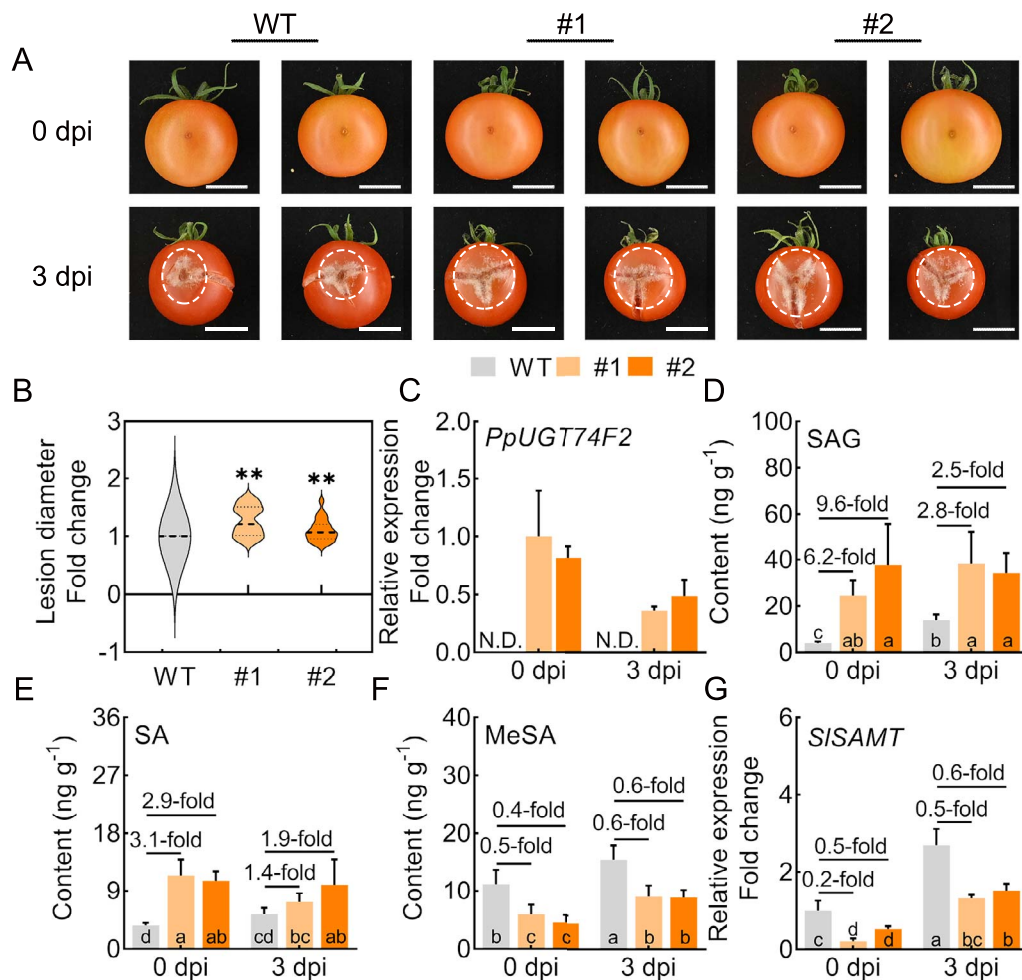 WT #1 #2
A
0 dpi
3 dpi
WT #1 #2
B
Lesion diameter
Fold change
3
2
1
0
-1
** **
WT #1 #2
C
Relative expression
Fold change
2.0
1.5
1.0
0.5
0.0
PpUGT74F2
N.D. N.D.
0 dpi 3 dpi
D
Content (ng g-1)
100
80
60
40
20
0
SAG
9.6-fold
6.2-fold
2.5-fold
2.8-fold
c ab a b a a
0 dpi 3 dpi
E
Content (ng g-1)
36
27
18
9
0
SA
2.9-fold
3.1-fold
1.9-fold
1.4-fold
d a ab cd bc ab
0 dpi 3 dpi
F
Content (ng g-1)
40
30
20
10
0
MeSA
0.4-fold
0.5-fold
0.6-fold
0.6-fold
b c c a b b
0 dpi 3 dpi
G
Relative expression
Fold change
6
4
2
0
SlSAMT
0.5-fold
0.2-fold
0.6-fold
0.5-fold
c d d a bc b
0 dpi 3 dpi